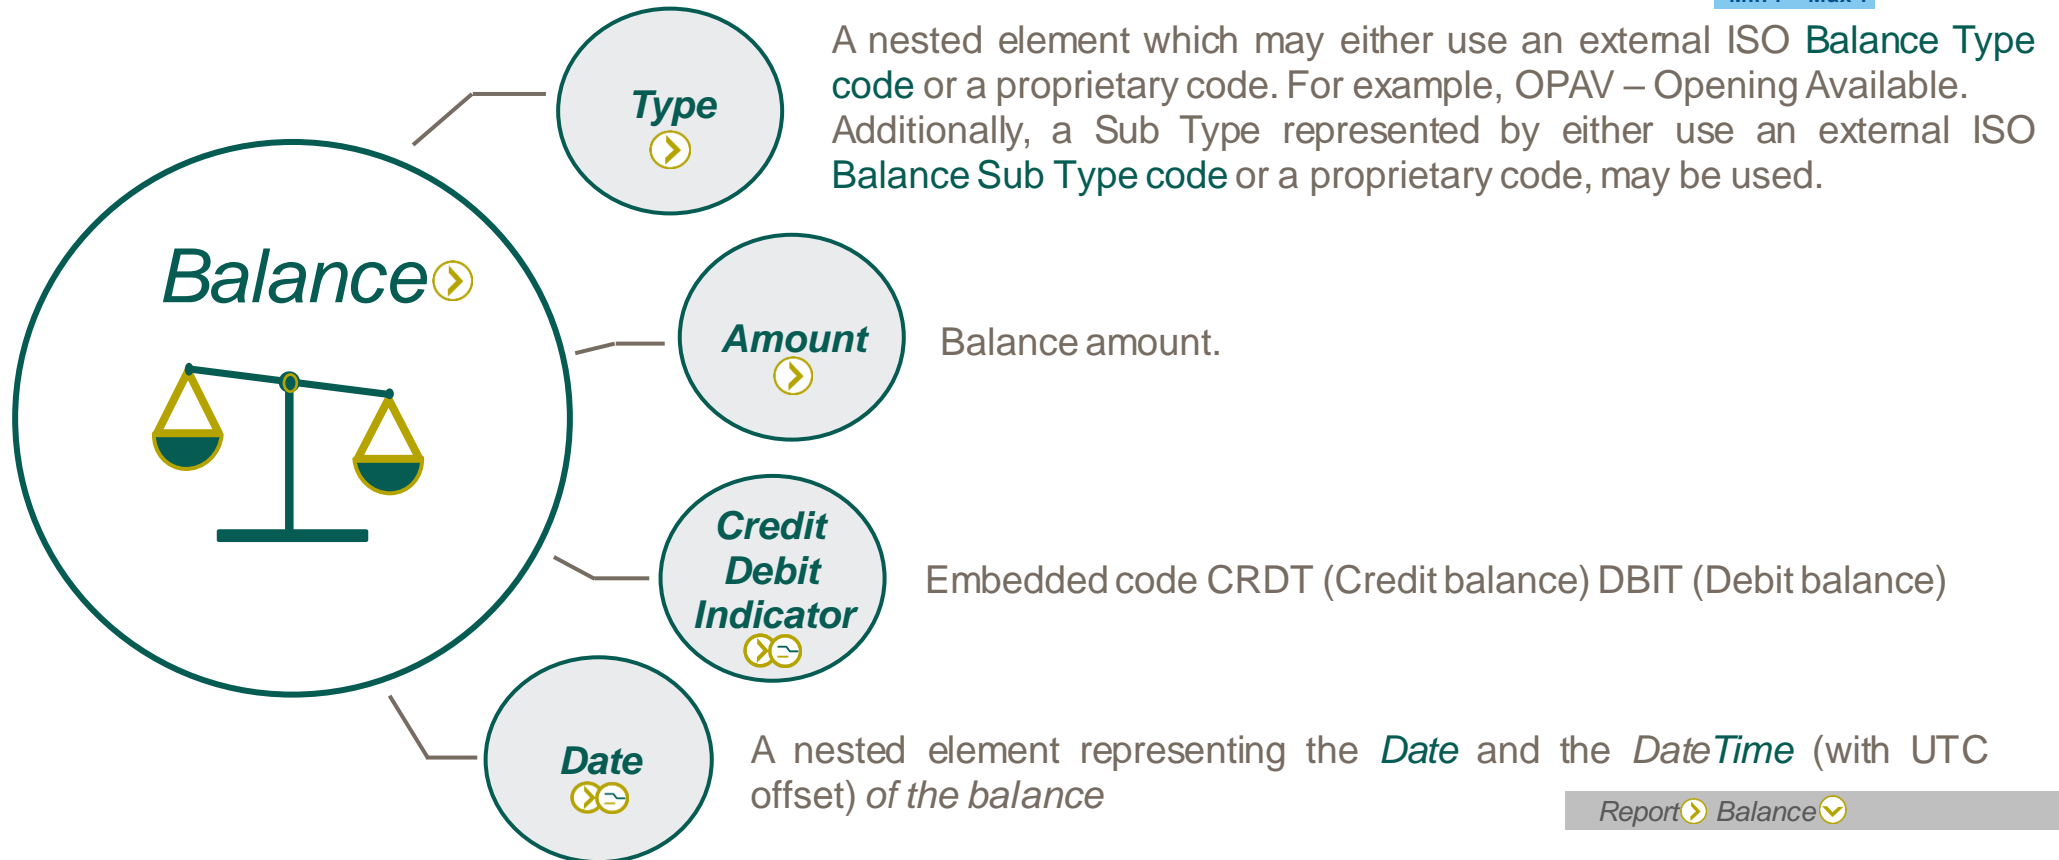 Type
A nested element which may either use an external ISO Balance Type
code or a proprietary code. For example, OPAV – Opening Available.
Additionally, a Sub Type represented by either use an external ISO
Balance Sub Type code or a proprietary code, may be used.
Balance
Amount
Balance amount.
Credit
Debit
Indicator
Embedded code CRDT (Credit balance) DBIT (Debit balance)
Date
A nested element representing the Date and the DateTime (with UTC
offset) of the balance
Report Balance